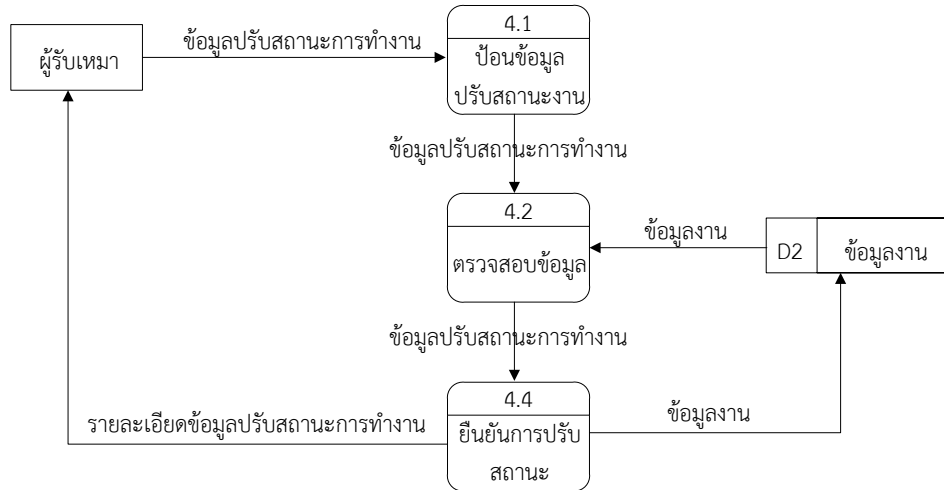 4.1
ข้อมูลปรับสถานะการทำงาน
ผู้รับเหมา
ป้อนข้อมูล
ปรับสถานะงาน
ข้อมูลปรับสถานะการทำงาน
4.2
ข้อมูลงาน
D2
ข้อมูลงาน
ตรวจสอบข้อมูล
ข้อมูลปรับสถานะการทำงาน
4.4
รายละเอียดข้อมูลปรับสถานะการทำงาน
ข้อมูลงาน
ยืนยันการปรับ
สถานะ